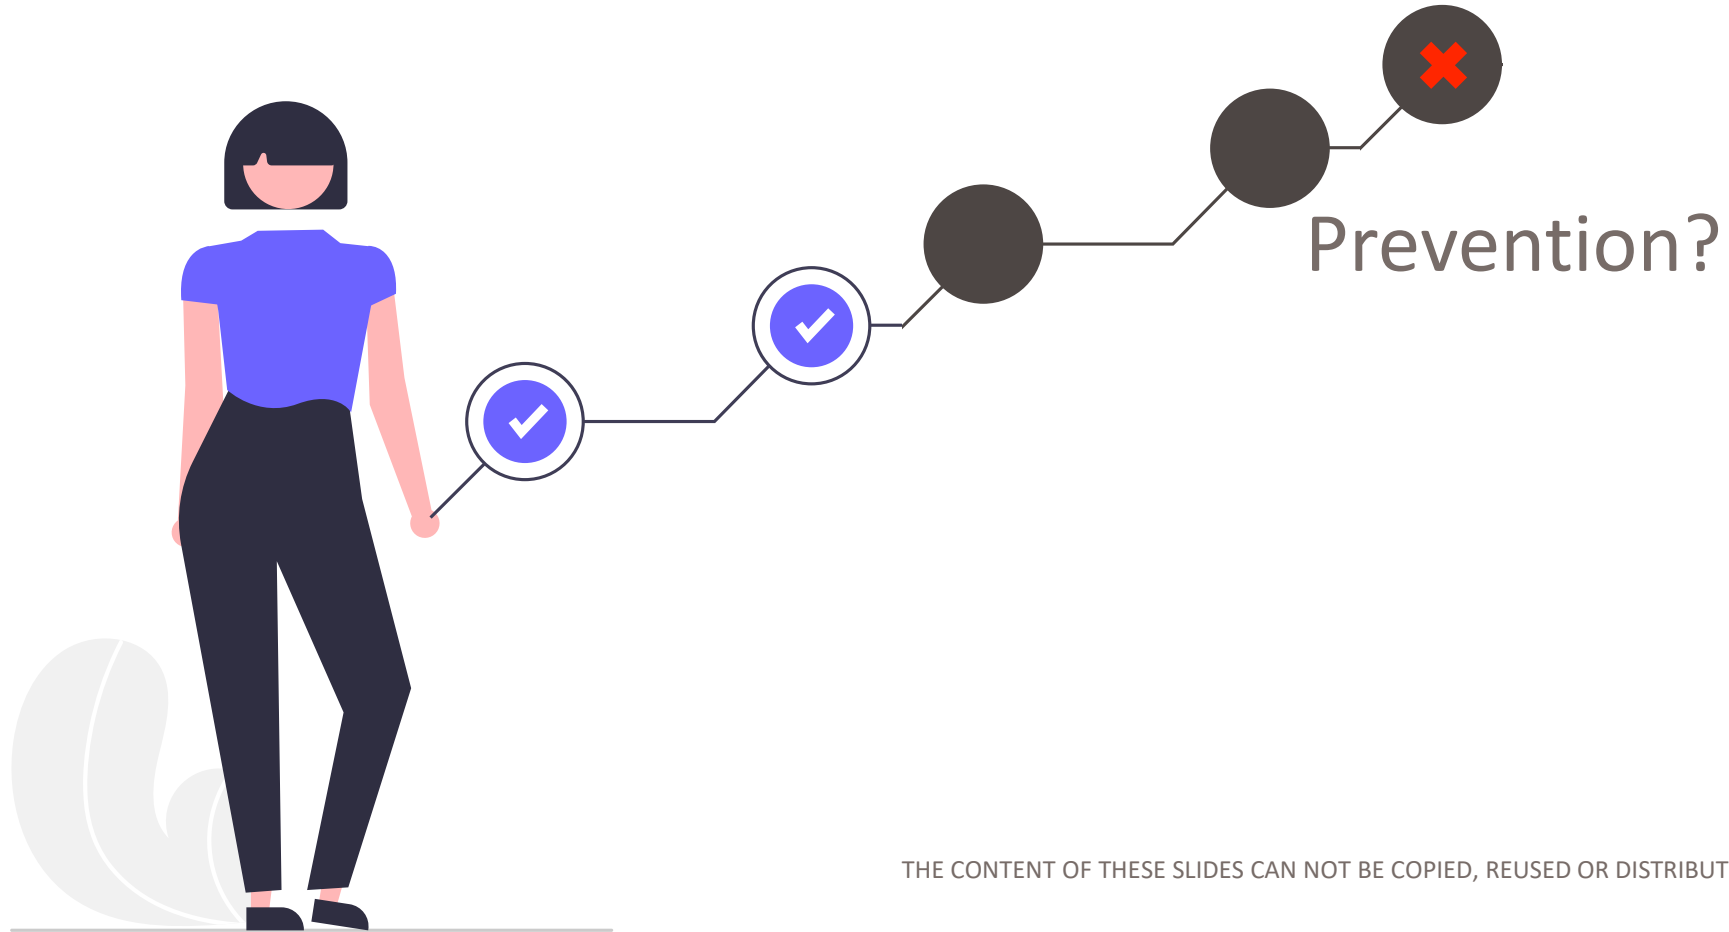 Prevention?
THE CONTENT OF THESE SLIDES CAN NOT BE COPIED, REUSED OR DISTRIBUT